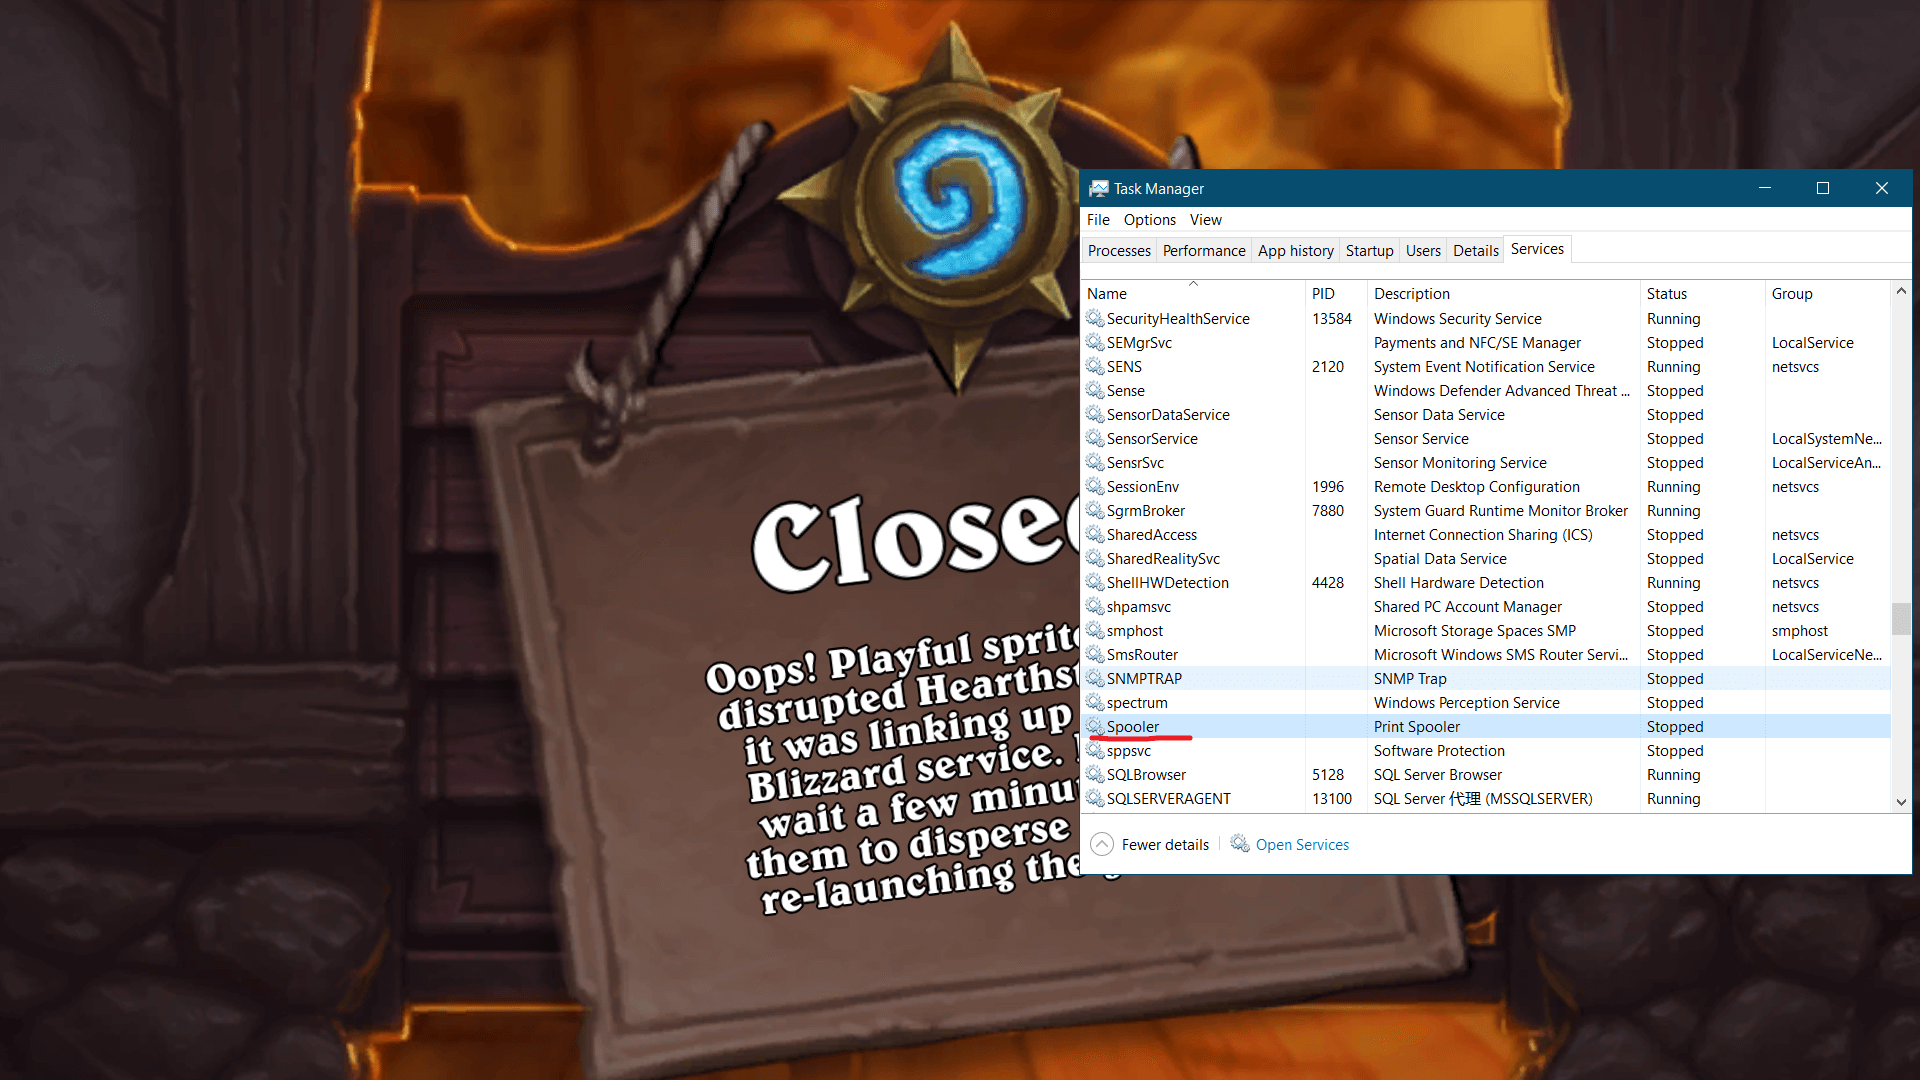 Closed
Oops! Playful sprit
disrupted Hearths
it was linking up
Blizzard service.
wait a few minu
them to disperse
re-launching the
Task Manager
File Options View
Processes Performance App history Startup Users Details Services
Name PID Description Status Group
SecurityHealthService 13584 Windows Security Service Running
SEMgrSvc Payments and NFC/SE Manager Stopped LocalService
SENS 2120 System Event Notification Service Running netsvcs
Sense Windows Defender Advanced Threat ... Stopped
SensorDataService Sensor Data Service Stopped
SensorService Sensor Service Stopped LocalSystemNe...
SensrSvc Sensor Monitoring Service Stopped LocalServiceAn...
SessionEnv 1996 Remote Desktop Configuration Running netsvcs
SgrmBroker 7880 System Guard Runtime Monitor Broker Running
SharedAccess Internet Connection Sharing (ICS) Stopped netsvcs
SharedRealitySvc Spatial Data Service Stopped LocalService
ShellHWDetection 4428 Shell Hardware Detection Running netsvcs
shpamsvc Shared PC Account Manager Stopped netsvcs
smphost Microsoft Storage Spaces SMP Stopped smphost
SmsRouter Microsoft Windows SMS Router Servi... Stopped LocalServiceNe...
SNMPTRAP SNMP Trap Stopped
spectrum Windows Perception Service Stopped
Spooler Print Spooler Stopped
sppsvc Software Protection Stopped
SQLBrowser 5128 SQL Server Browser Running
SQLSERVERAGENT 13100 SQL Server 代理 (MSSQLSERVER) Running
Fewer details Open Services